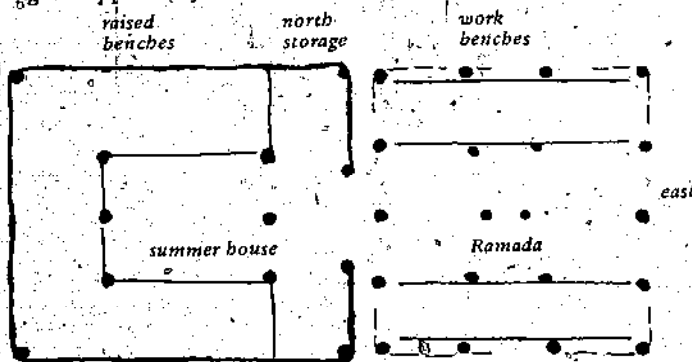 raised
benches
north
storage
work
benches
east
summer house
Ramada